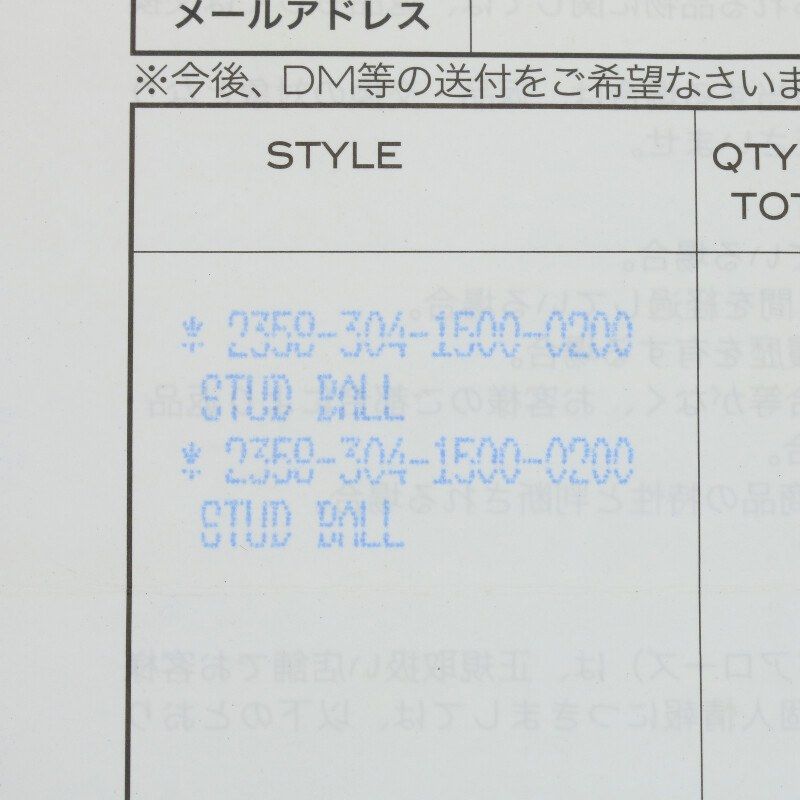 メールアドレス
※今後、DM等の送付をご希望なさいま
STYLE
QTY
TOT
* 2358-304-1500-0200
STUD BALL
* 2358-304-1500-0200
STUD BALL